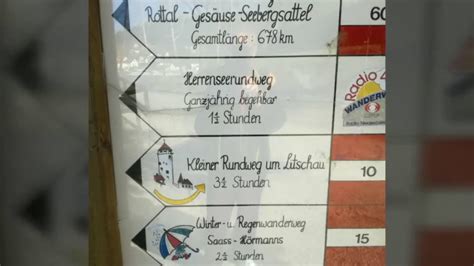 Rottal - Gesäuse - Seebergsattel
Gesamtlänge : 678 km
60
Herrenseerundweg
Ganzjährig begehbar
1½ Stunden
Radio 4
WANDERWEG
Kleiner Rundweg um Litschau
3½ Stunden
10
Winter- u. Regenwanderweg
Saass - Hörmanns
2½ Stunden
15